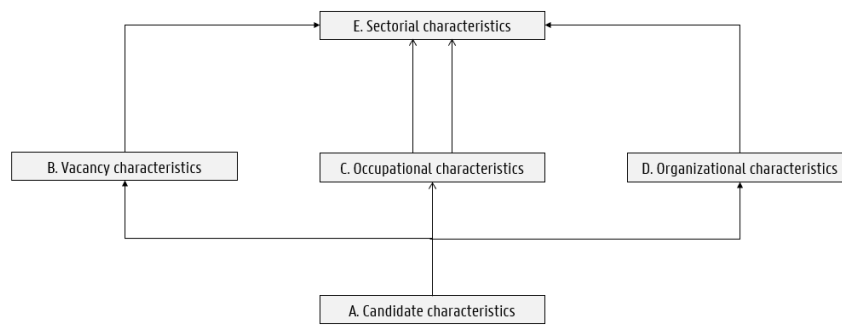 E. Sectorial characteristics
B. Vacancy characteristics
C. Occupational characteristics
D. Organizational characteristics
A. Candidate characteristics